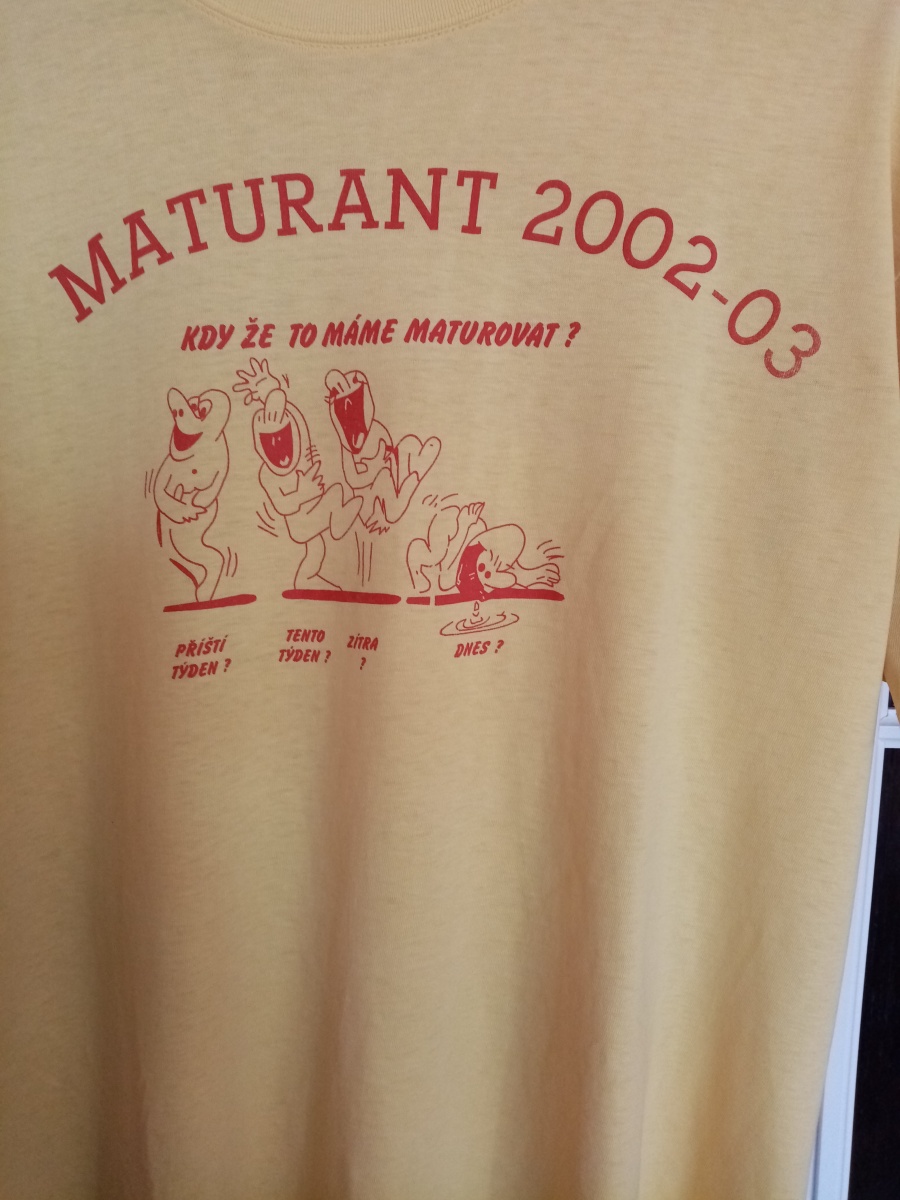 MATURANT 2002-03
KDY ŽE TO MÁME MATUROVAT ?
PŘÍŠTÍ
TÝDEN ?
TENTO
TÝDEN ?
ZÍTRA
?
DNES ?